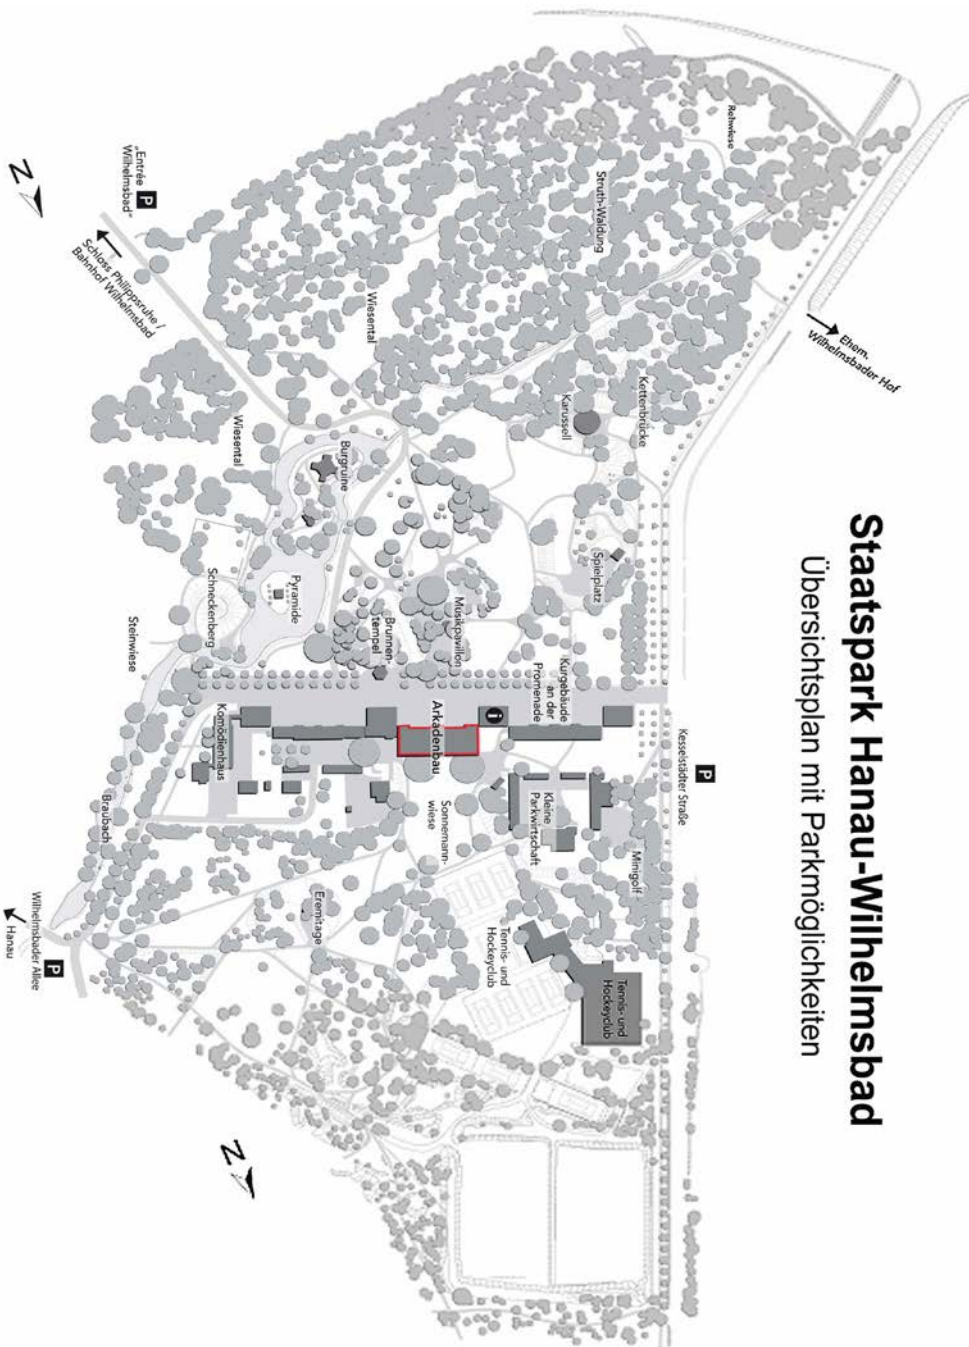 Staatspark Hanau-Wilhelmsbad
Übersichtsplan mit Parkmöglichkeiten
Ehem.
Wilhelmsbader Hof
Rehwiese
Struth-Waldung
Kettenbrücke
Karussell
Wiesental
P
„Entrée
Wilhelmsbad“
Schloss Philippsruhe /
Bahnhof Wilhelmsbad
N
Wiesental
Burgruine
Spielplatz
Musikpavillon
Brunnen-
tempel
Pyramide
Schneckenberg
Steinwiese
P
Kesselstädter Straße
Kurgebäude
an der
Promenade
i
Arkadenbau
Komödienhaus
Kleine
Parkwirtschaft
Minigolf
Sonnemann-
wiese
Braubach
Tennis- und
Hockeyclub
Tennis- und
Hockeyclub
Eremitage
P
Wilhelmsbader Allee
Hanau
N